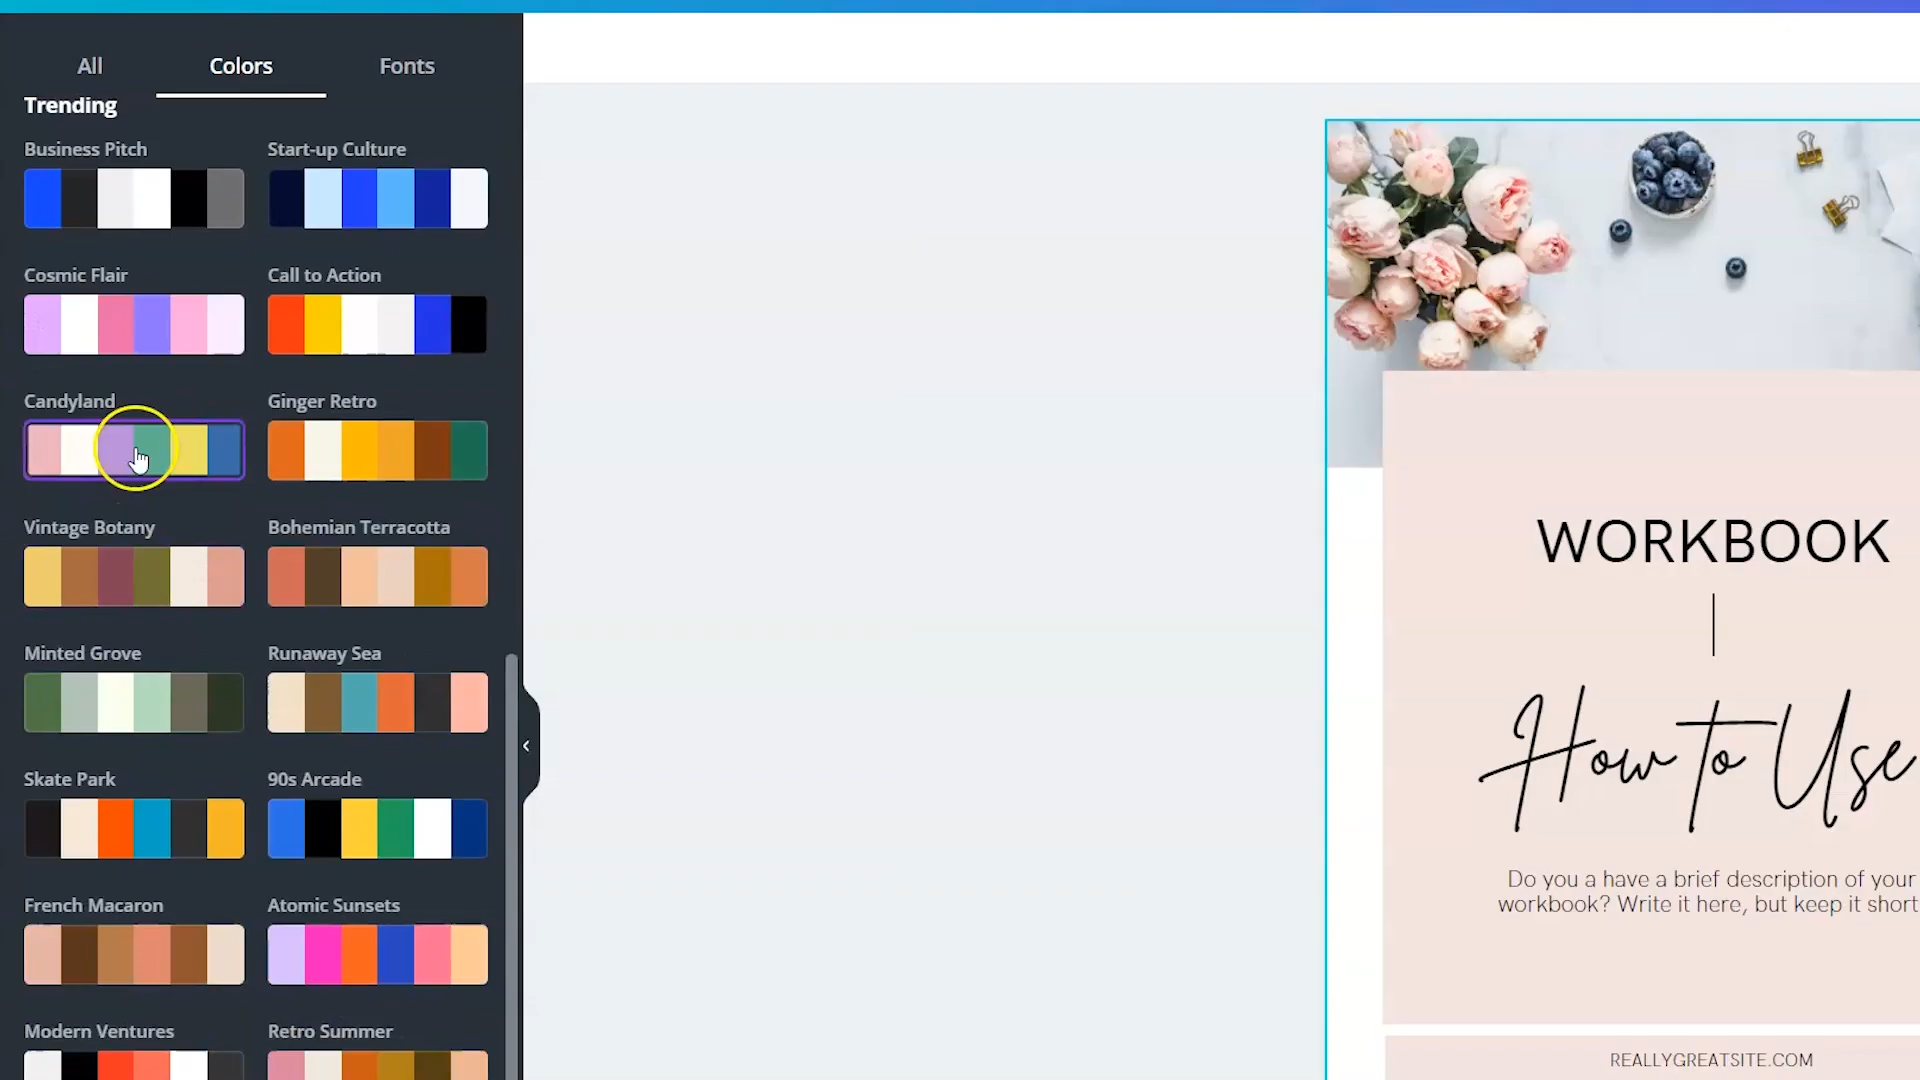 All Colors Fonts
Trending
Business Pitch Start-up Culture
Cosmic Flair Call to Action
Candyland Ginger Retro
Vintage Botany Bohemian Terracotta
Minted Grove Runaway Sea
Skate Park 90s Arcade
French Macaron Atomic Sunsets
Modern Ventures Retro Summer
WORKBOOK
How to Use
Do you a have a brief description of your
workbook? Write it here, but keep it short
REALLYGREATSITE.COM